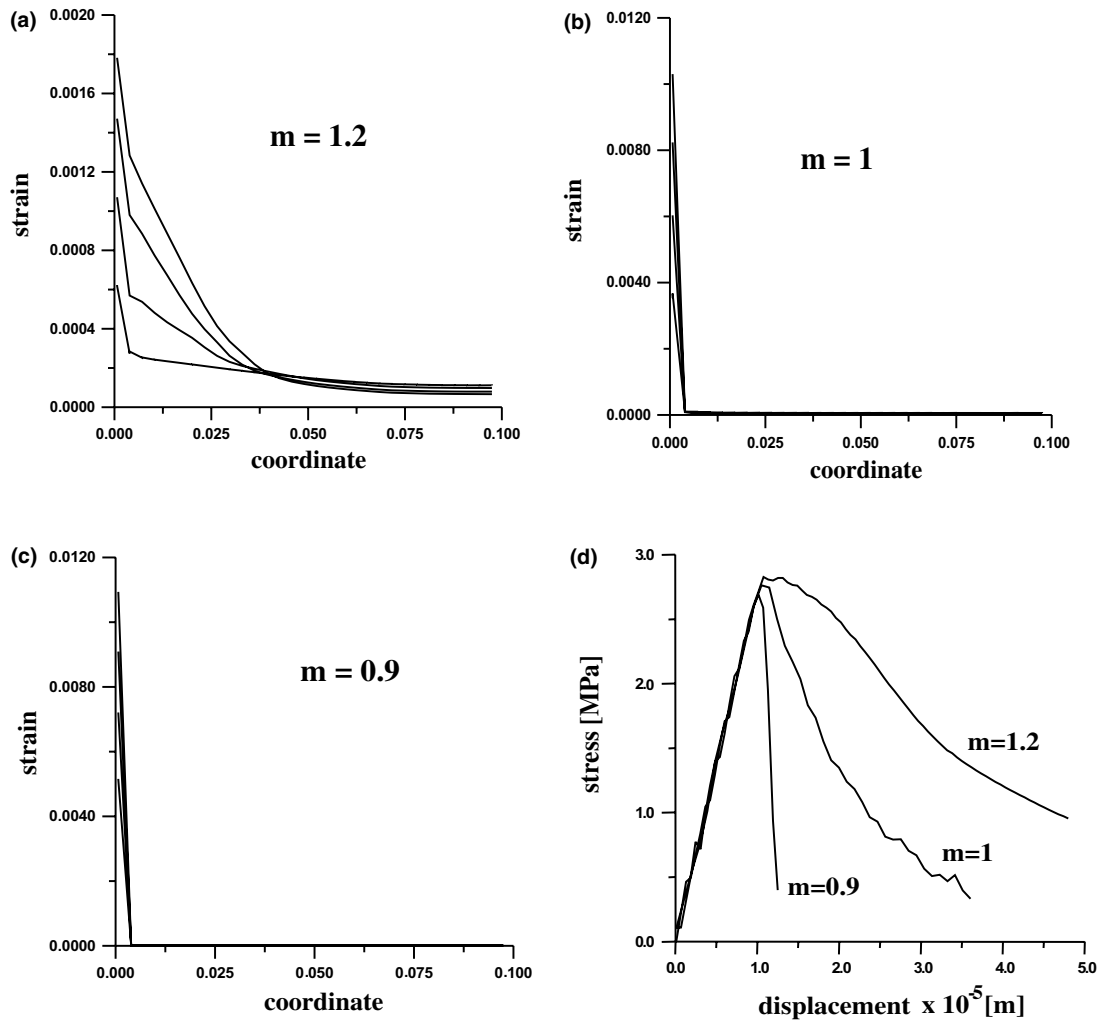 (a)
0.0020
0.0016
0.0012
0.0008
0.0004
0.0000
strain
m = 1.2
0.000
0.025
0.050
0.075
0.100
coordinate
(b)
0.0120
0.0080
0.0040
0.0000
strain
m = 1
0.000
0.025
0.050
0.075
0.100
coordinate
(c)
0.0120
0.0080
0.0040
0.0000
strain
m = 0.9
0.000
0.025
0.050
0.075
0.100
coordinate
(d)
3.0
2.0
1.0
0.0
stress [MPa]
m=1.2
m=1
m=0.9
0.0
1.0
2.0
3.0
4.0
5.0
displacement x 10-5 [m]